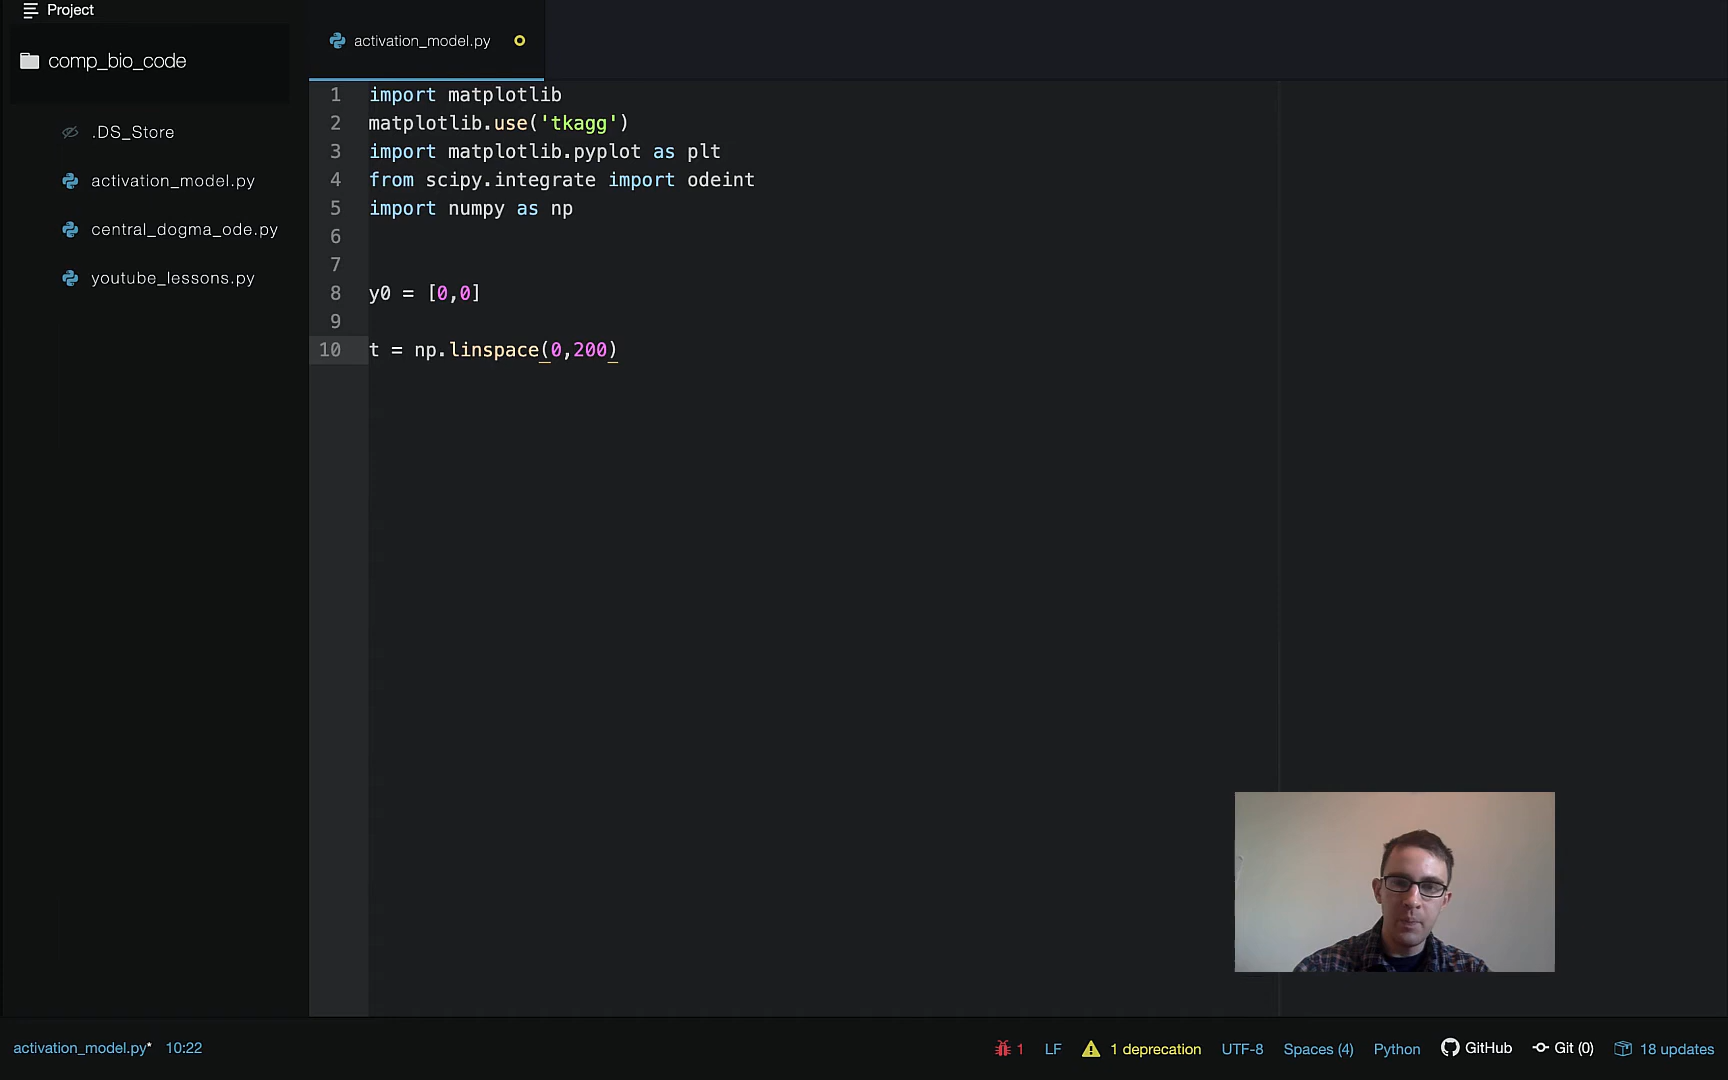 Project
comp_bio_code
.DS_Store
activation_model.py
central_dogma_ode.py
youtube_lessons.py
activation_model.py
1 import matplotlib
2 matplotlib.use('tkagg')
3 import matplotlib.pyplot as plt
4 from scipy.integrate import odeint
5 import numpy as np
6
7
8 y0 = [0,0]
9
10 t = np.linspace(0,200)
activation_model.py* 10:22 1 LF 1 deprecation UTF-8 Spaces (4) Python GitHub Git (0) 18 updates